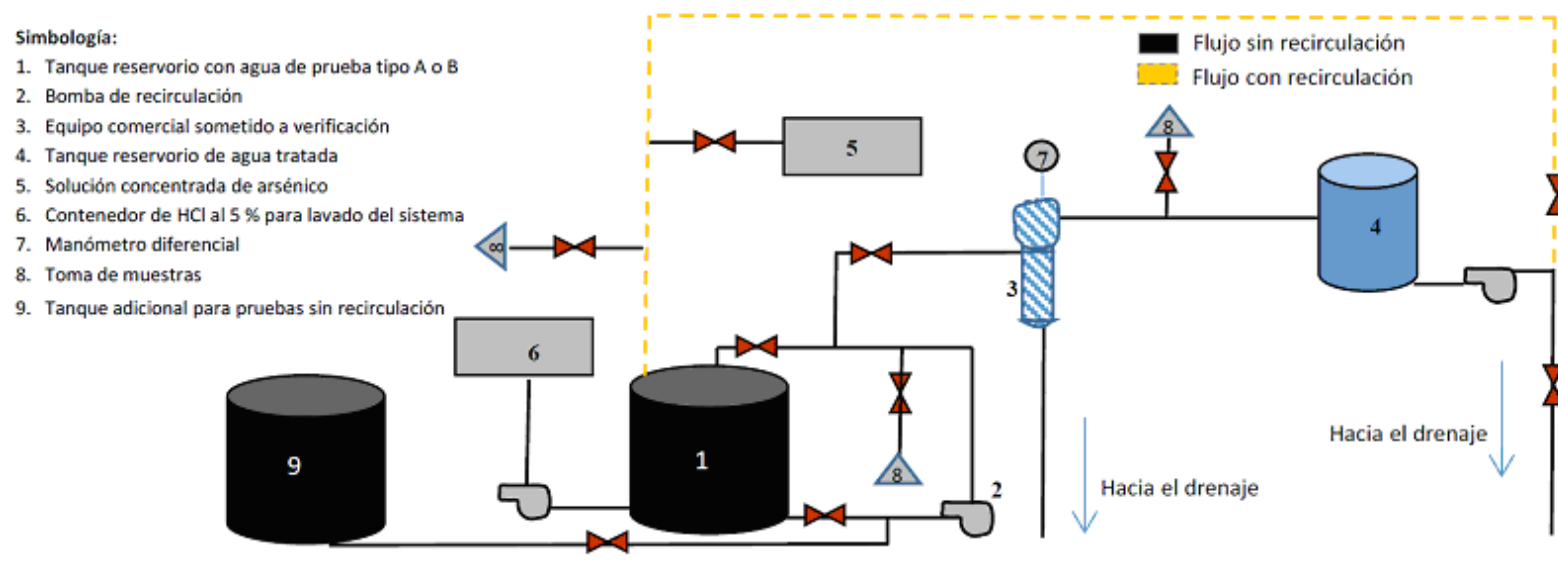 Simbología:
1. Tanque reservorio con agua de prueba tipo A o B
2. Bomba de recirculación
3. Equipo comercial sometido a verificación
4. Tanque reservorio de agua tratada
5. Solución concentrada de arsénico
6. Contenedor de HCl al 5 % para lavado del sistema
7. Manómetro diferencial
8. Toma de muestras
9. Tanque adicional para pruebas sin recirculación
Flujo sin recirculación
Flujo con recirculación
8
5
7
4
8
3
6
9
1
8
2
Hacia el drenaje
Hacia el drenaje